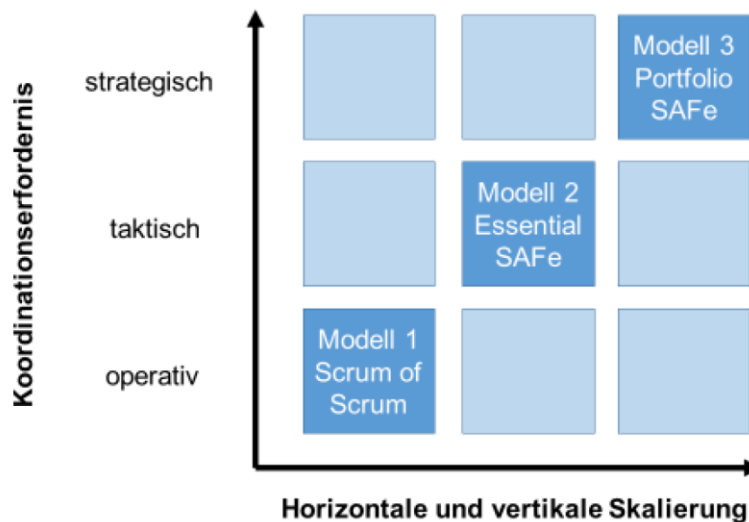 Koordinationserfordernis
strategisch
Modell 3
Portfolio
SAFe
taktisch
Modell 2
Essential
SAFe
operativ
Modell 1
Scrum of
Scrum
Horizontale und vertikale Skalierung